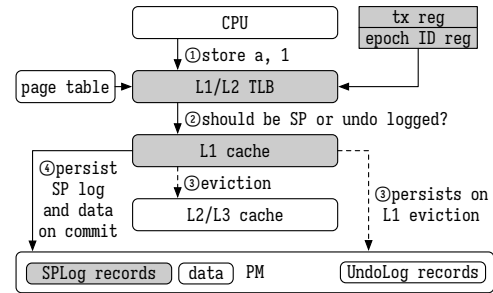 CPU
tx reg
epoch ID reg
①store a, 1
page table
L1/L2 TLB
②should be SP or undo logged?
L1 cache
④persist
SP log
and data
on commit
③eviction
③persists on
L1 eviction
L2/L3 cache
SPLog records
data
PM
UndoLog records